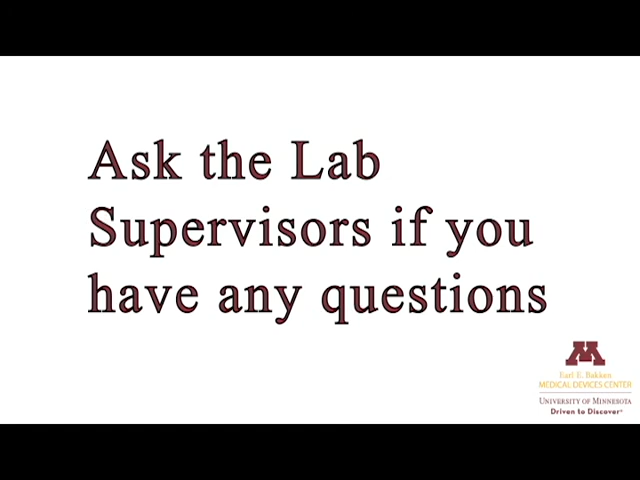 Ask the Lab
Supervisors if you
have any questions
M
Earl E. Bakken
MEDICAL DEVICES CENTER
UNIVERSITY OF MINNESOTA
Driven to Discover℠